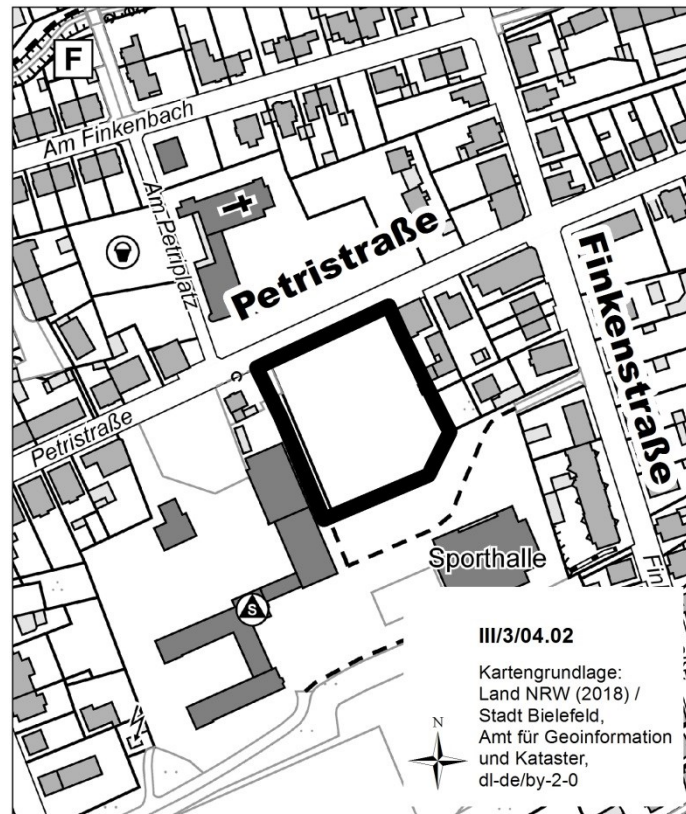 F
Am Finkenbach
Am Petriplatz
Petristraße
Finkenstraße
Petristraße
Sporthalle
S
Fin
III/3/04.02
Kartengrundlage:
Land NRW (2018) /
Stadt Bielefeld,
Amt für Geoinformation
und Kataster,
dl-de/by-2-0
N